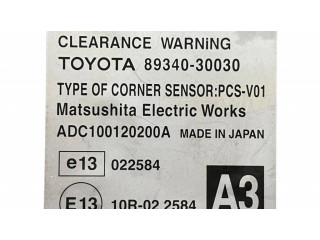 CLEARANCE WARNiNG
TOYOTA 89340-30030
TYPE OF CORNER SENSOR:PCS-V01
Matsushita Electric Works
ADC100120200A MADE IN JAPAN
e13 022584
A3
E13 10R-02 2584